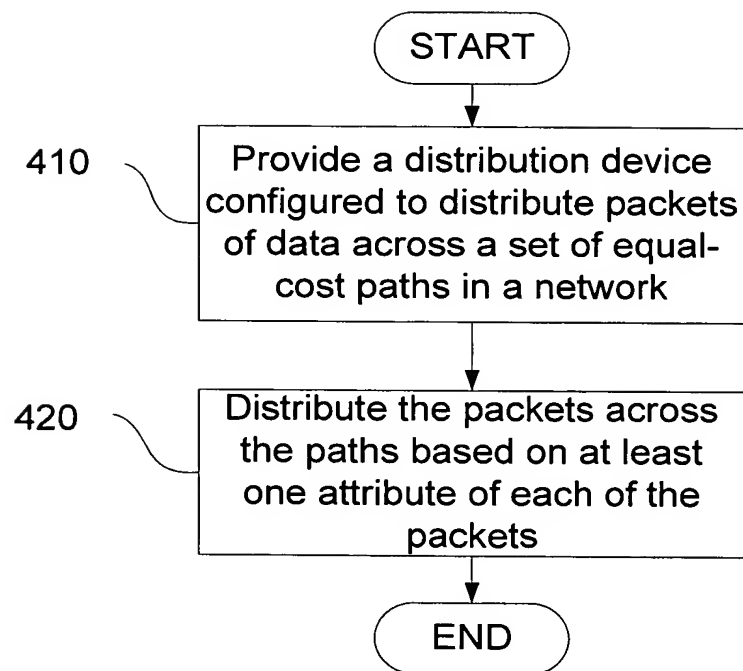 START
410
Provide a distribution device
configured to distribute packets
of data across a set of equal-
cost paths in a network
420
Distribute the packets across
the paths based on at least
one attribute of each of the
packets
END